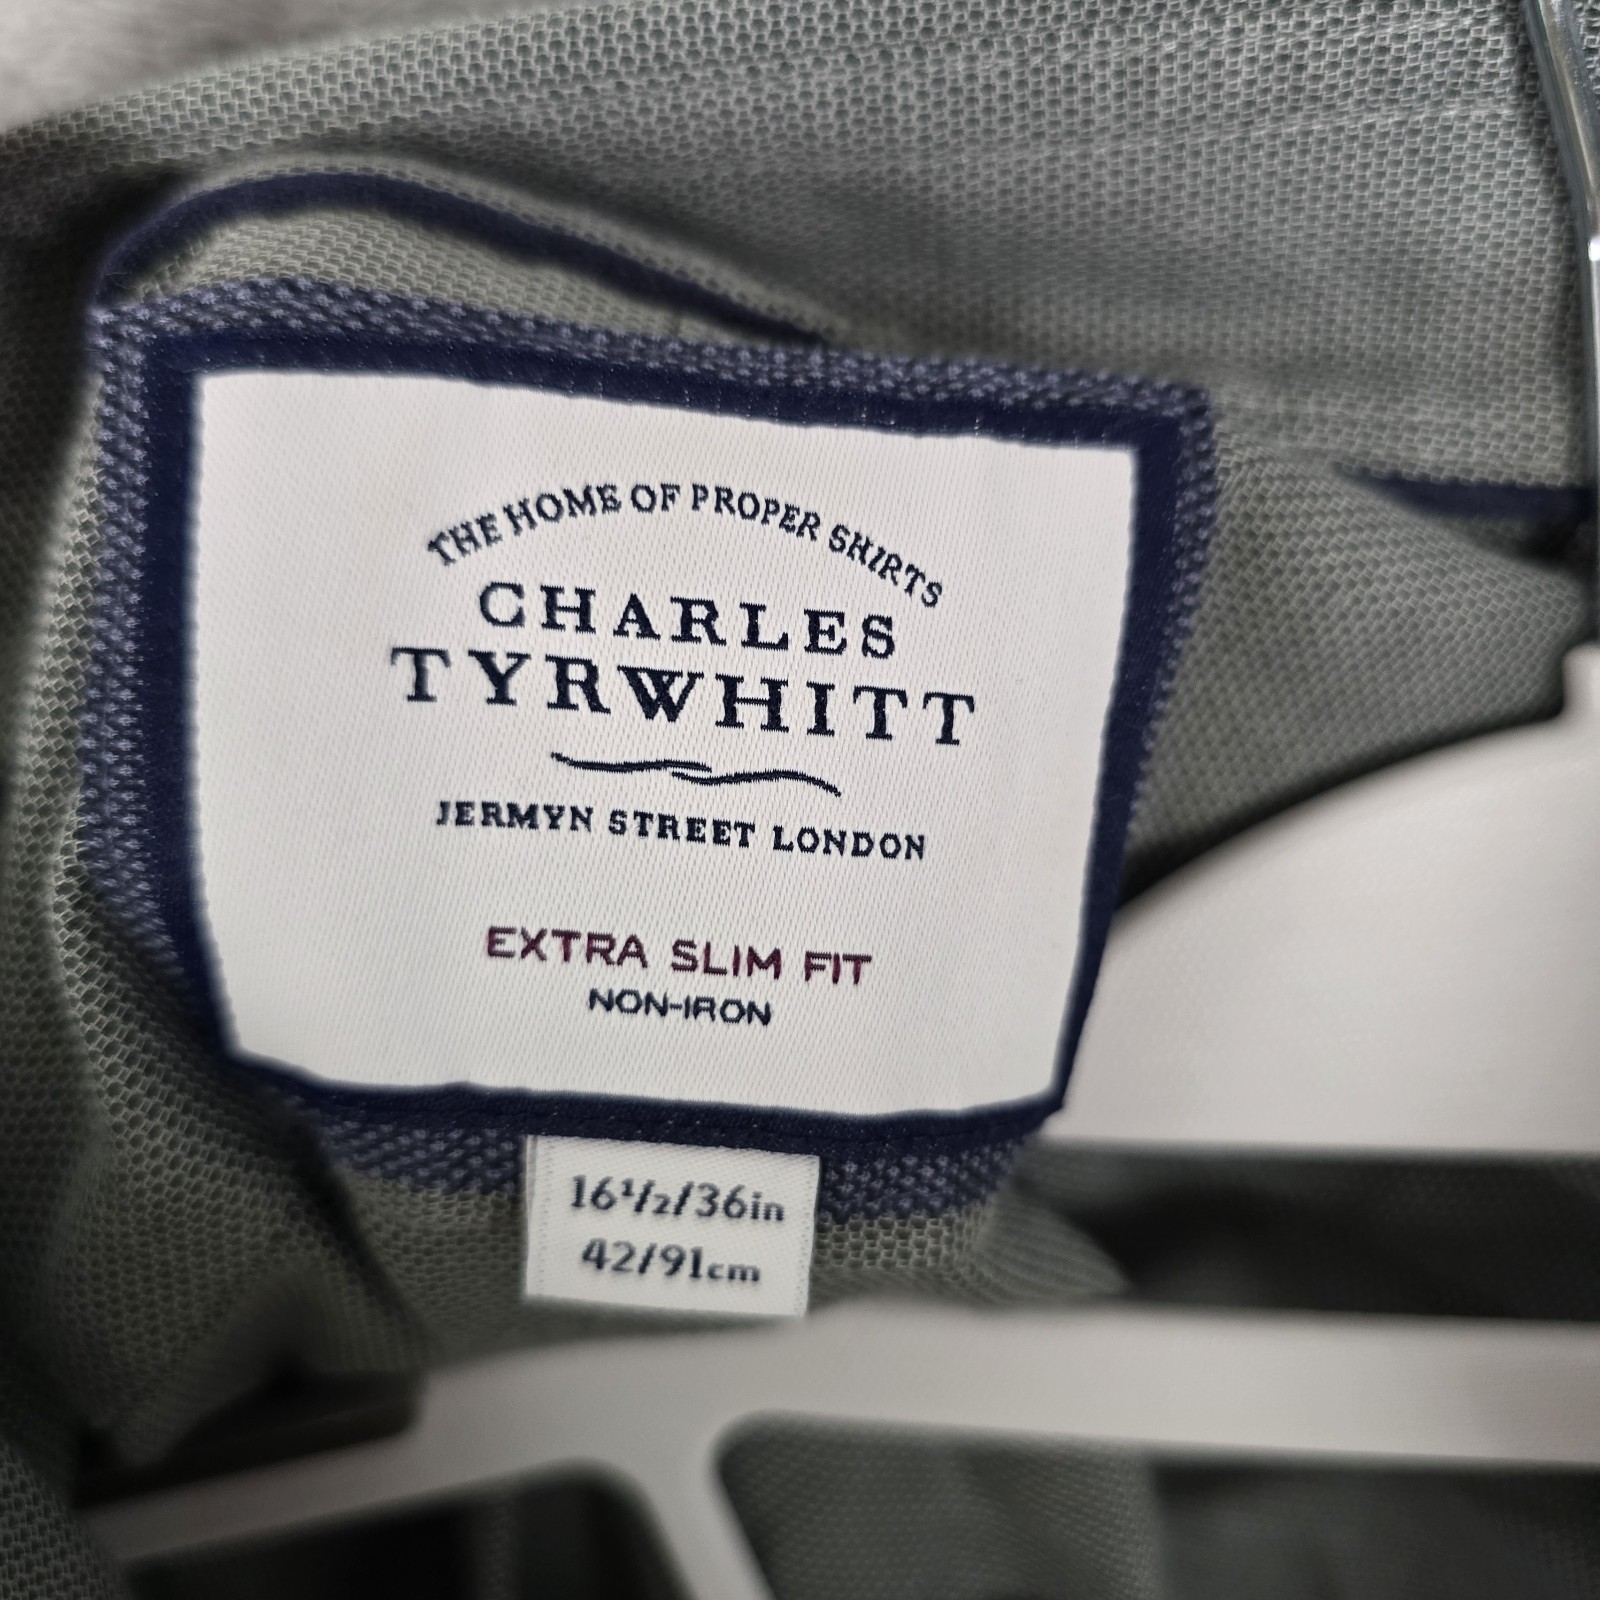 THE HOME OF PROPER SHIRTS
CHARLES
TYRWHITT
JERMYN STREET LONDON
EXTRA SLIM FIT
NON-IRON
16½/36in
42/91cm